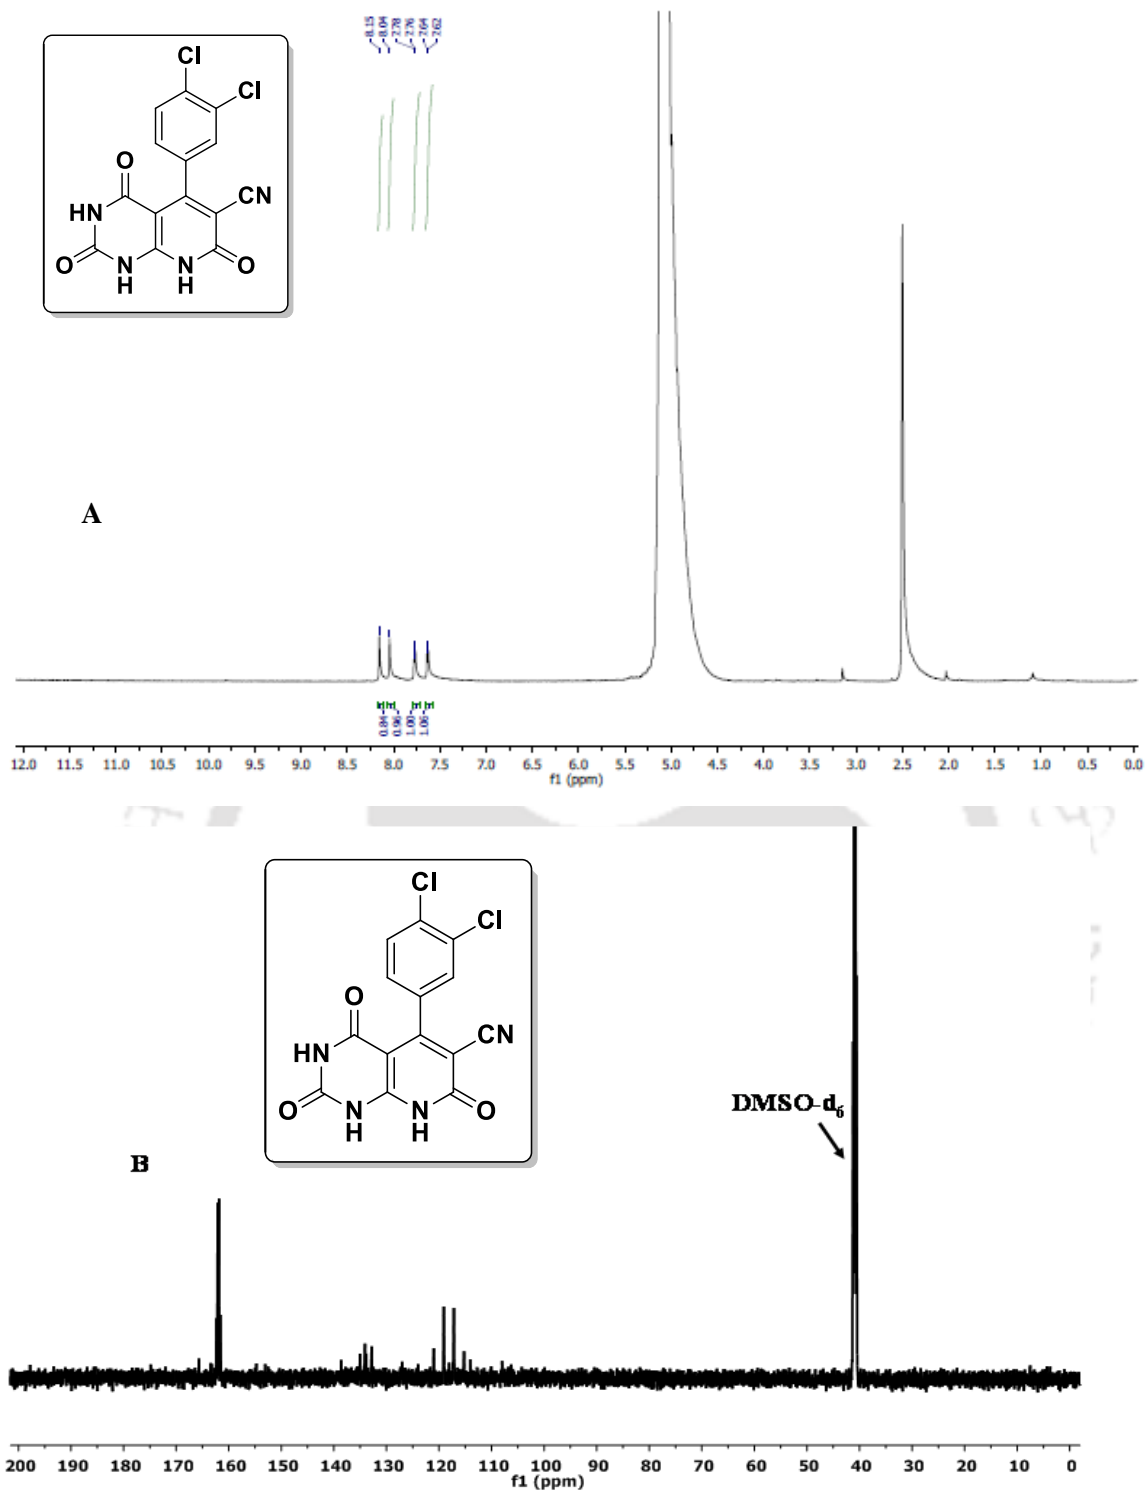 8.15
8.04
7.78
7.76
7.64
7.62
Cl
Cl
O
CN
HN
O
N
H
N
H
O
A
0.84
0.96
1.00
1.06
12.0 11.5 11.0 10.5 10.0 9.5 9.0 8.5 8.0 7.5 7.0 6.5 6.0 5.5 5.0 4.5 4.0 3.5 3.0 2.5 2.0 1.5 1.0 0.5 0.0
f1 (ppm)
Cl
Cl
O
CN
HN
O
N
H
N
H
O
DMSO-d6
B
200 190 180 170 160 150 140 130 120 110 100 90 80 70 60 50 40 30 20 10 0
f1 (ppm)